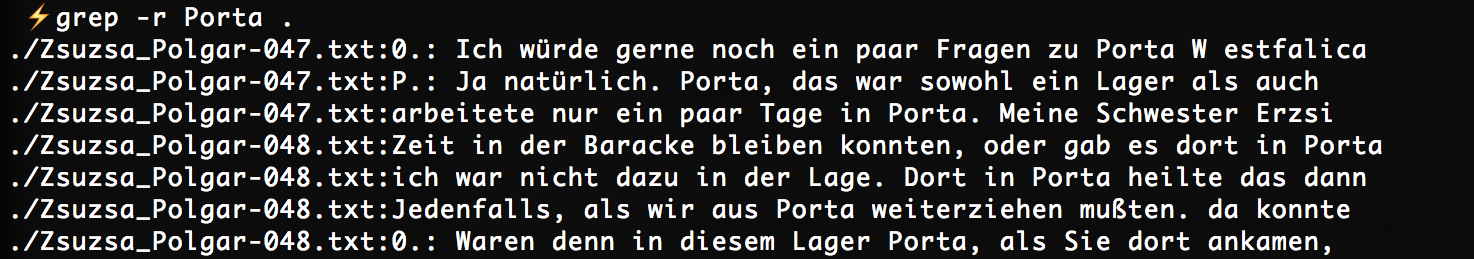 ⚡grep -r Porta .
./Zsuzsa_Polgar-047.txt:0.: Ich würde gerne noch ein paar Fragen zu Porta W estfalica
./Zsuzsa_Polgar-047.txt:P.: Ja natürlich. Porta, das war sowohl ein Lager als auch
./Zsuzsa_Polgar-047.txt:arbeitete nur ein paar Tage in Porta. Meine Schwester Erzsi
./Zsuzsa_Polgar-048.txt:Zeit in der Baracke bleiben konnten, oder gab es dort in Porta
./Zsuzsa_Polgar-048.txt:ich war nicht dazu in der Lage. Dort in Porta heilte das dann
./Zsuzsa_Polgar-048.txt:Jedenfalls, als wir aus Porta weiterziehen mußten. da konnte
./Zsuzsa_Polgar-048.txt:0.: Waren denn in diesem Lager Porta, als Sie dort ankamen,